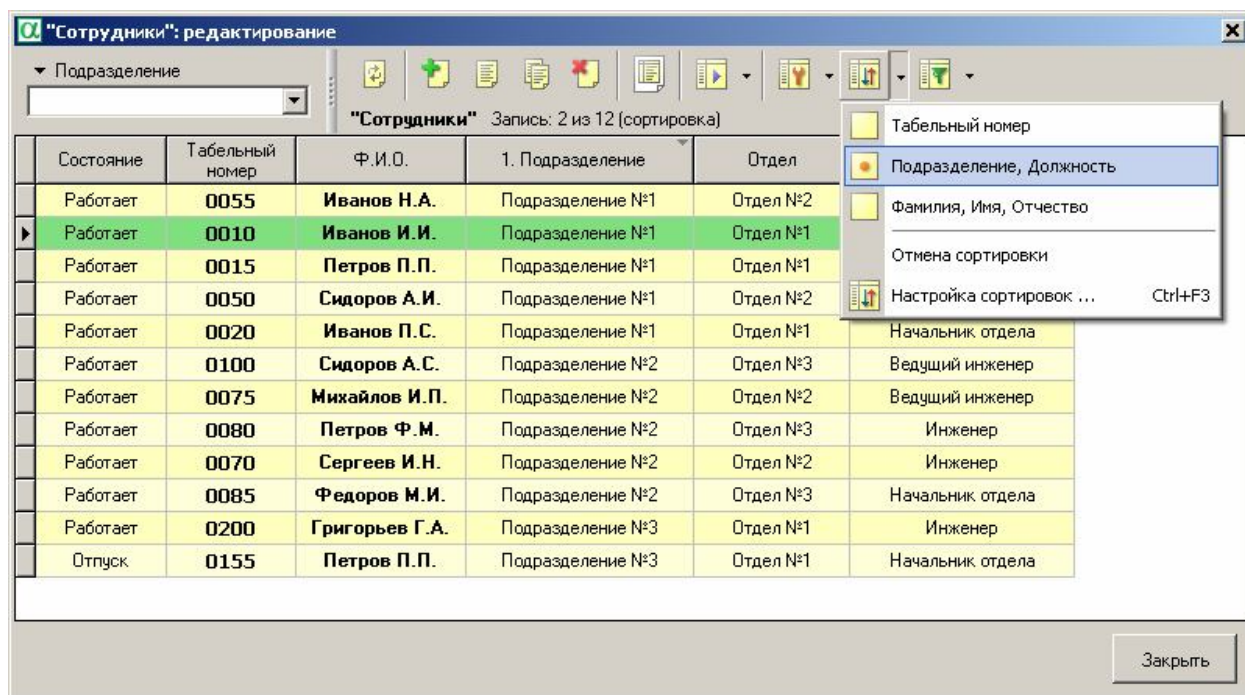 "Сотрудники": редактирование
Подразделение
"Сотрудники" Запись: 2 из 12 (сортировка)
Табельный номер
Подразделение, Должность
Фамилия, Имя, Отчество
Отмена сортировки
Настройка сортировок ... Ctrl+F3
Состояние Табельный номер Ф.И.О. 1. Подразделение Отдел
Работает 0055 Иванов Н.А. Подразделение №1 Отдел №2
Работает 0010 Иванов И.И. Подразделение №1 Отдел №1
Работает 0015 Петров П.П. Подразделение №1 Отдел №1
Работает 0050 Сидоров А.И. Подразделение №1 Отдел №2
Работает 0020 Иванов П.С. Подразделение №1 Отдел №1 Начальник отдела
Работает 0100 Сидоров А.С. Подразделение №2 Отдел №3 Ведущий инженер
Работает 0075 Михайлов И.П. Подразделение №2 Отдел №2 Ведущий инженер
Работает 0080 Петров Ф.М. Подразделение №2 Отдел №3 Инженер
Работает 0070 Сергеев И.Н. Подразделение №2 Отдел №2 Инженер
Работает 0085 Федоров М.И. Подразделение №2 Отдел №3 Начальник отдела
Работает 0200 Григорьев Г.А. Подразделение №3 Отдел №1 Инженер
Отпуск 0155 Петров П.П. Подразделение №3 Отдел №1 Начальник отдела
Закрыть